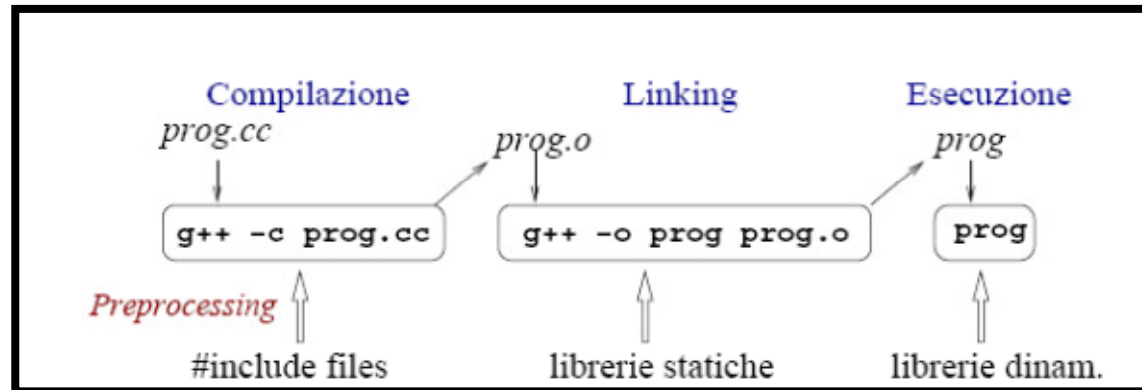 Compilazione Linking Esecuzione
prog.cc prog.o prog
g++ -c prog.cc g++ -o prog prog.o prog
Preprocessing
#include files librerie statiche librerie dinam.